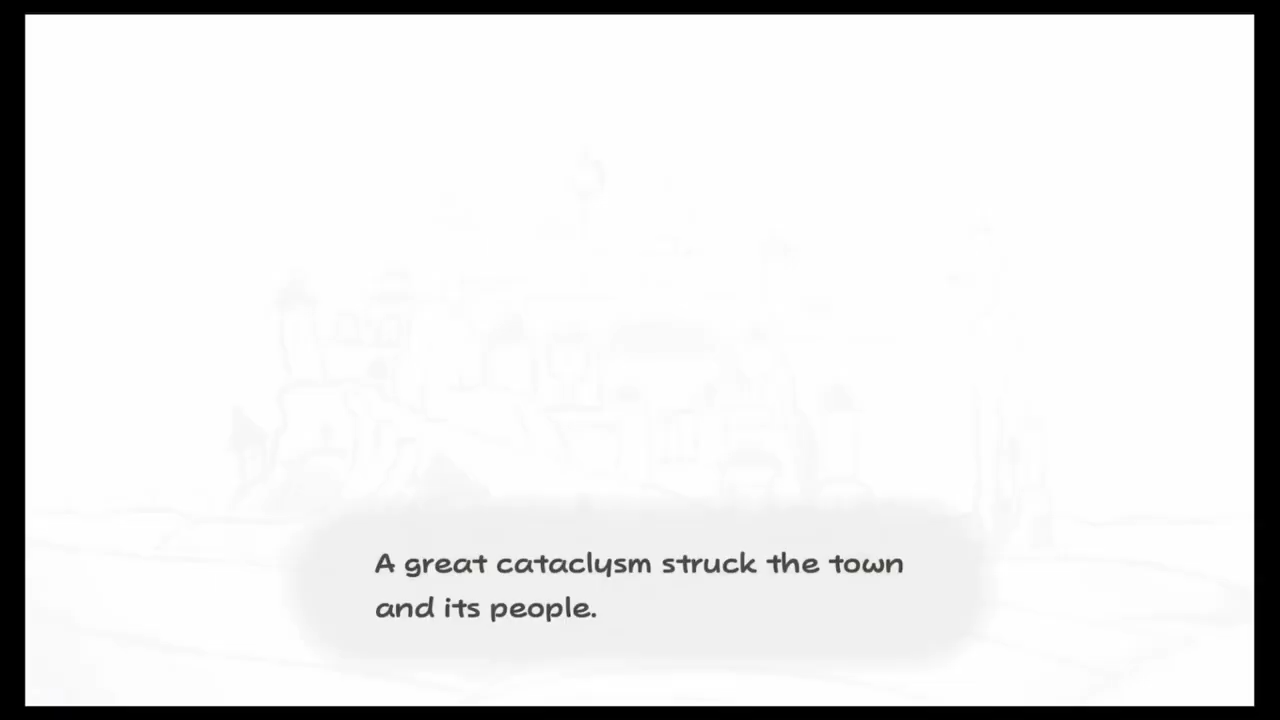 A great cataclysm struck the town
and its people.